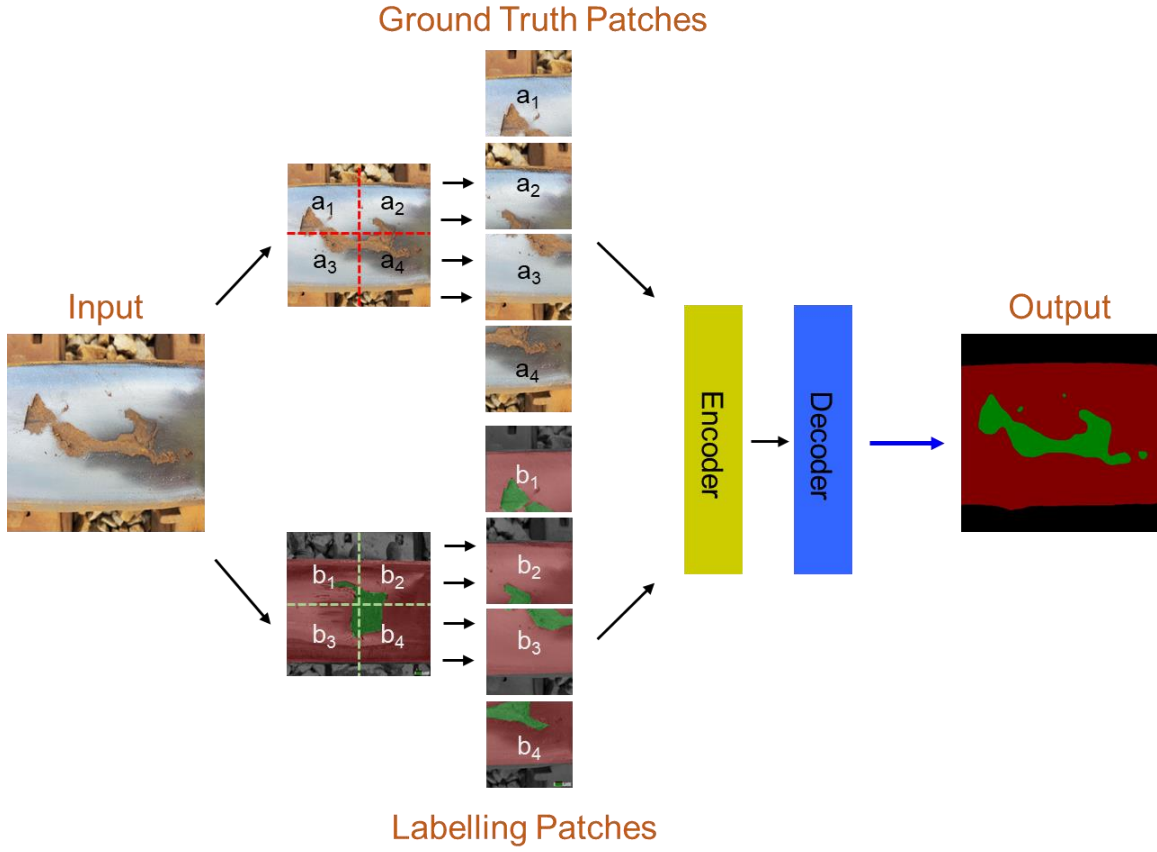 Ground Truth Patches
a1
a2
a3
a4
a1
a2
a3
a4
Input
Encoder
Decoder
Output
b1
b2
b3
b4
b1
b2
b3
b4
Labelling Patches